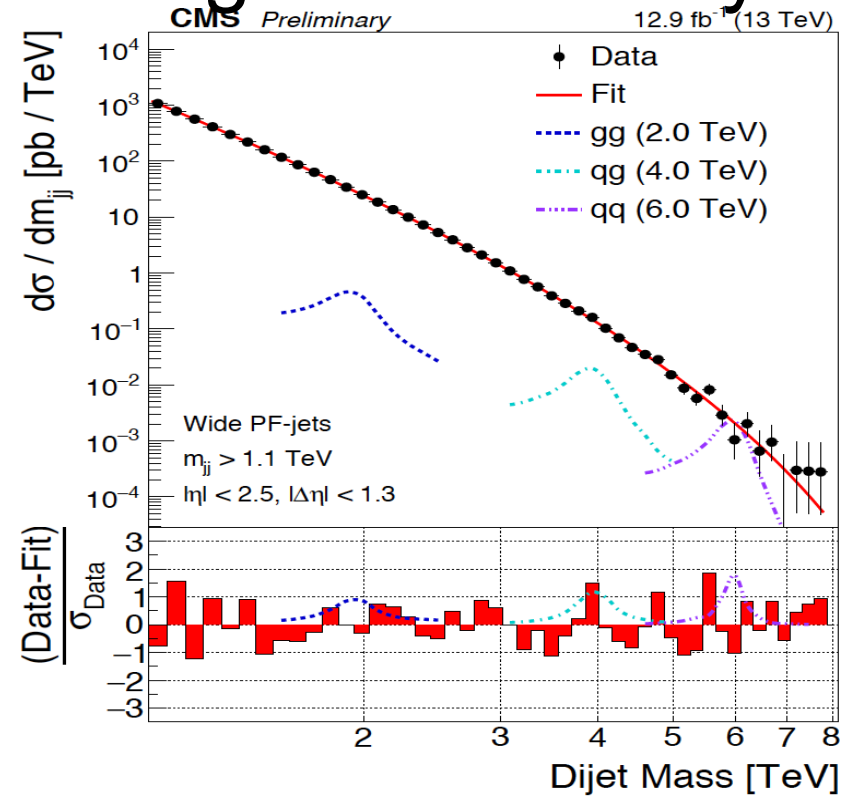 CMS Preliminary 12.9 fb⁻¹ (13 TeV)
dσ / dm_jj [pb / TeV]
10⁴
10³
10²
10
1
10⁻¹
10⁻²
10⁻³
10⁻⁴
Data
Fit
gg (2.0 TeV)
qg (4.0 TeV)
qq (6.0 TeV)
Wide PF-jets
m_jj > 1.1 TeV
|η| < 2.5, |Δη| < 1.3
(Data-Fit)
σ_Data
3
2
1
0
−1
−2
−3
2 3 4 5 6 7 8
Dijet Mass [TeV]